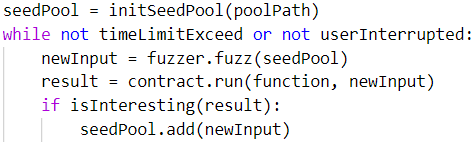 seedPool = initSeedPool(poolPath)
while not timeLimitExceed or not userInterrupted:
    newInput = fuzzer.fuzz(seedPool)
    result = contract.run(function, newInput)
    if isInteresting(result):
        seedPool.add(newInput)